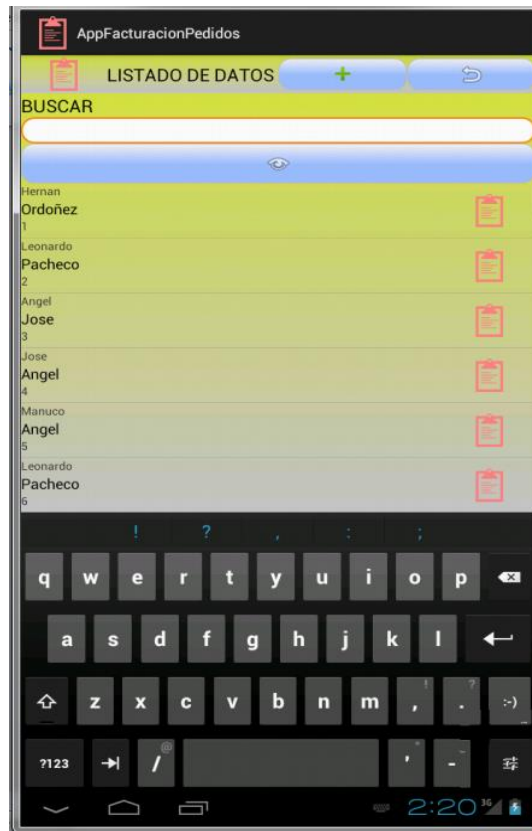 AppFacturacionPedidos
LISTADO DE DATOS
BUSCAR
Hernan
Ordoñez
1
Leonardo
Pacheco
2
Angel
Jose
3
Jose
Angel
4
Manuco
Angel
5
Leonardo
Pacheco
6
! ? , : ;
q w e r t y u i o p
a s d f g h j k l
z x c v b n m , ! . ? :-)
?123 / @ ' " - _
2:20 3G